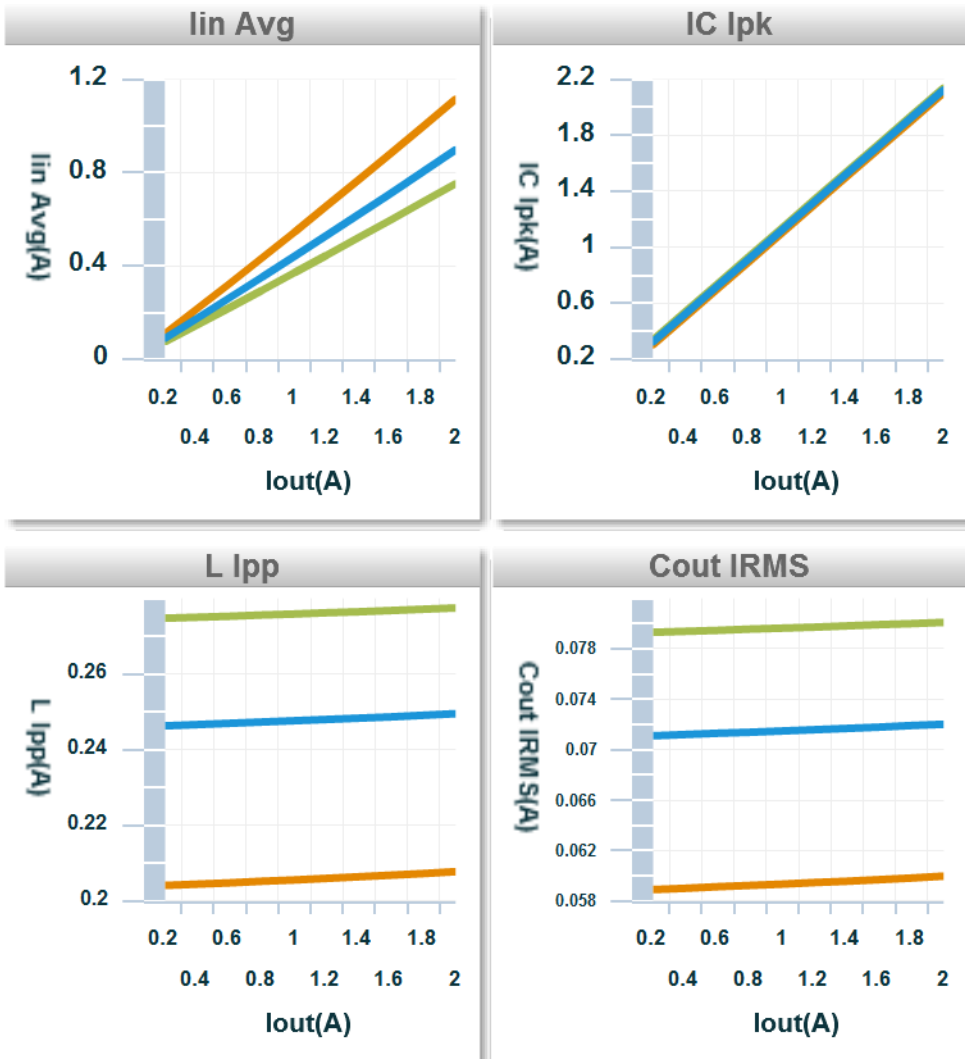 Iin Avg
1.2
0.8
0.4
0
Iin Avg(A)
0.2 0.6 1 1.4 1.8
0.4 0.8 1.2 1.6 2
Iout(A)
IC Ipk
2.2
1.8
1.4
1
0.6
0.2
IC Ipk(A)
0.2 0.6 1 1.4 1.8
0.4 0.8 1.2 1.6 2
Iout(A)
L Ipp
0.26
0.24
0.22
0.2
L Ipp(A)
0.2 0.6 1 1.4 1.8
0.4 0.8 1.2 1.6 2
Iout(A)
Cout IRMS
0.078
0.074
0.07
0.066
0.062
0.058
Cout IRMS(A)
0.2 0.6 1 1.4 1.8
0.4 0.8 1.2 1.6 2
Iout(A)